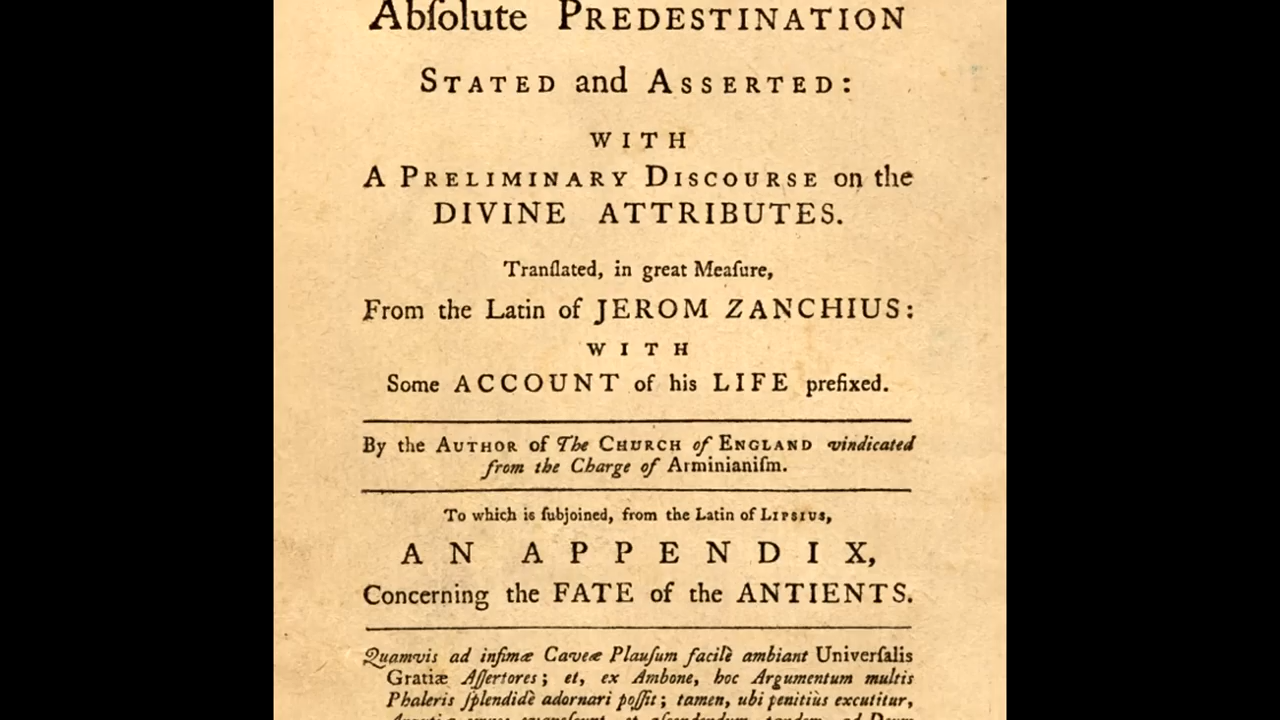 Abſolute PREDESTINATION
STATED and ASSERTED:
WITH
A PRELIMINARY DISCOURSE on the
DIVINE ATTRIBUTES.
Tranſlated, in great Meaſure,
From the Latin of JEROM ZANCHIUS:
WITH
Some ACCOUNT of his LIFE prefixed.
By the AUTHOR of The CHURCH of ENGLAND vindicated
from the Charge of Arminianiſm.
To which is ſubjoined, from the Latin of LIPSIUS,
AN APPENDIX,
Concerning the FATE of the ANTIENTS.
Quamvis ad infimæ Caveæ Plauſum facilè ambiant Univerſalis
Gratiæ Aſſertores; et, ex Ambone, hoc Argumentum multis
Phaleris ſplendidè adornari poſſit; tamen, ubi penitiùs excutitur,